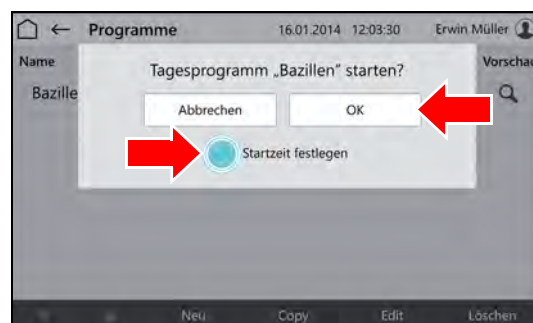 Programme 16.01.2014 12:03:30 Erwin Müller
Name Vorschau
Tagesprogramm „Bazillen“ starten?
Bazille
Abbrechen OK
Startzeit festlegen
Neu Copy Edit Löschen